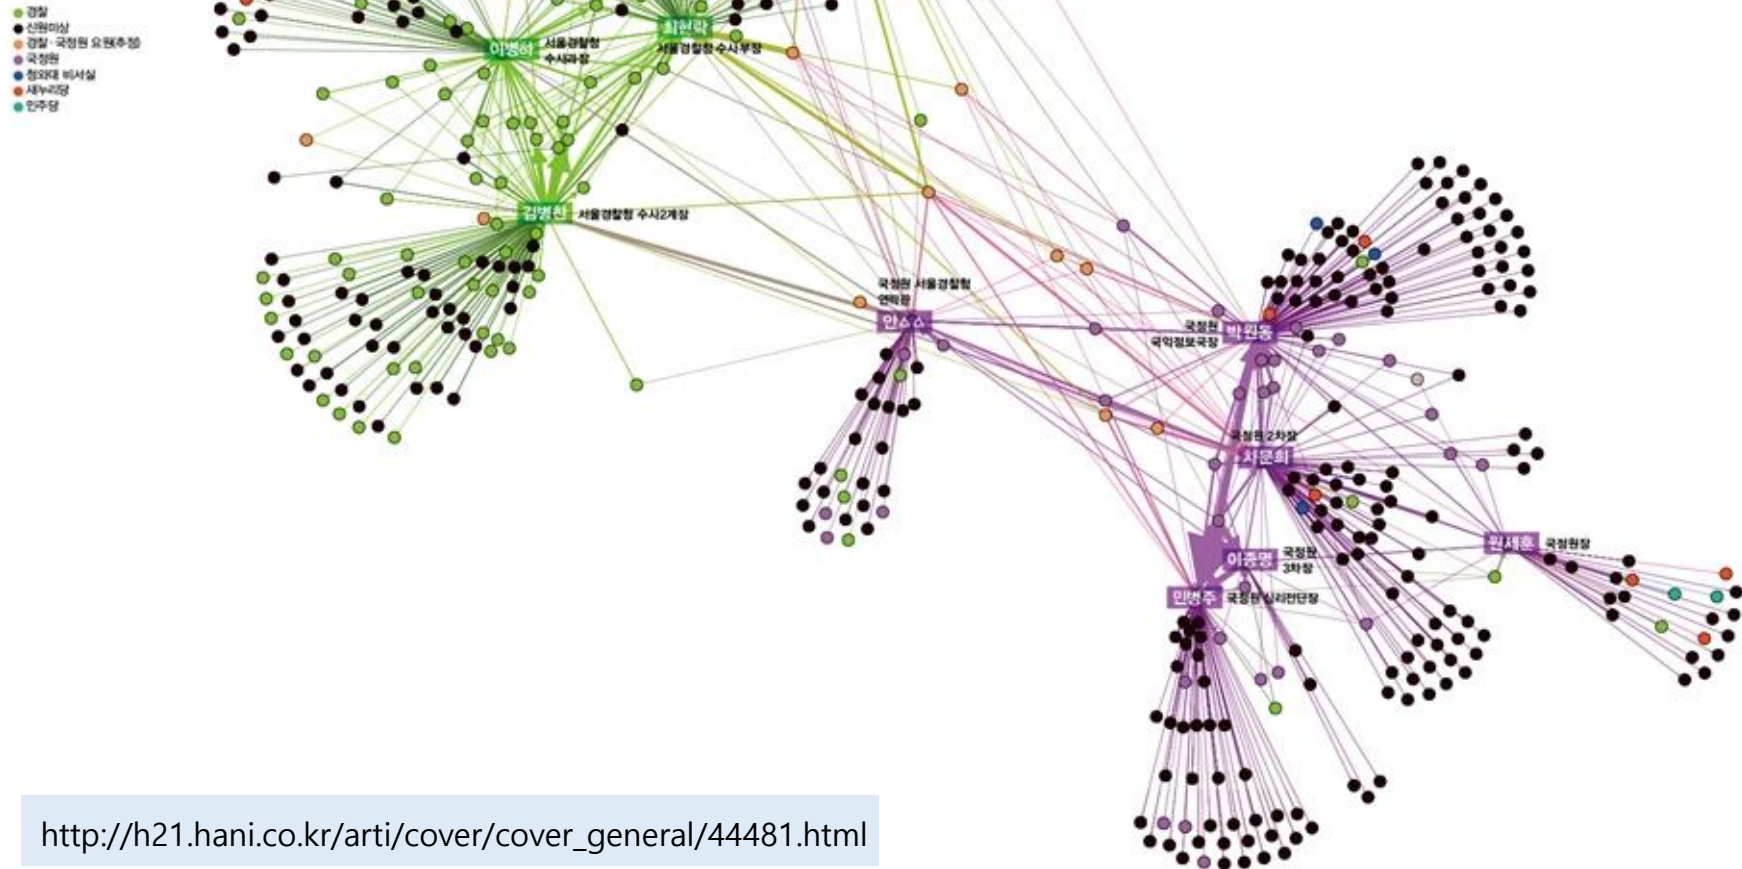 경찰
신원미상
경찰·국정원 요원(추정)
국정원
청와대 비서실
새누리당
민주당
이병하
서울경찰청
수사과장
최현락
서울경찰청 수사부장
김병찬
서울경찰청 수사2계장
국정원 서울경찰청
연락관
안△△
국정원
국익정보국장
박원동
국정원 2차장
차문희
이종명
국정원
3차장
민병주
국정원 심리전단장
원세훈
국정원장
http://h21.hani.co.kr/arti/cover/cover_general/44481.html